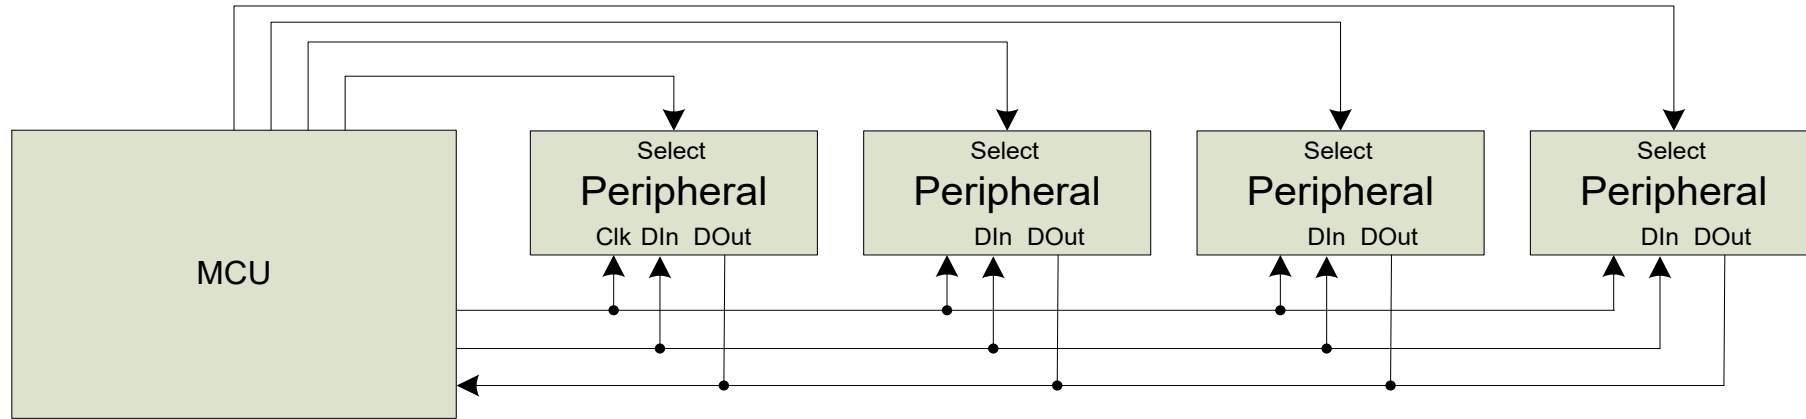 Select
Select
Select
Select
Peripheral
Peripheral
Peripheral
Peripheral
Clk DIn DOut
DIn DOut
DIn DOut
DIn DOut
MCU